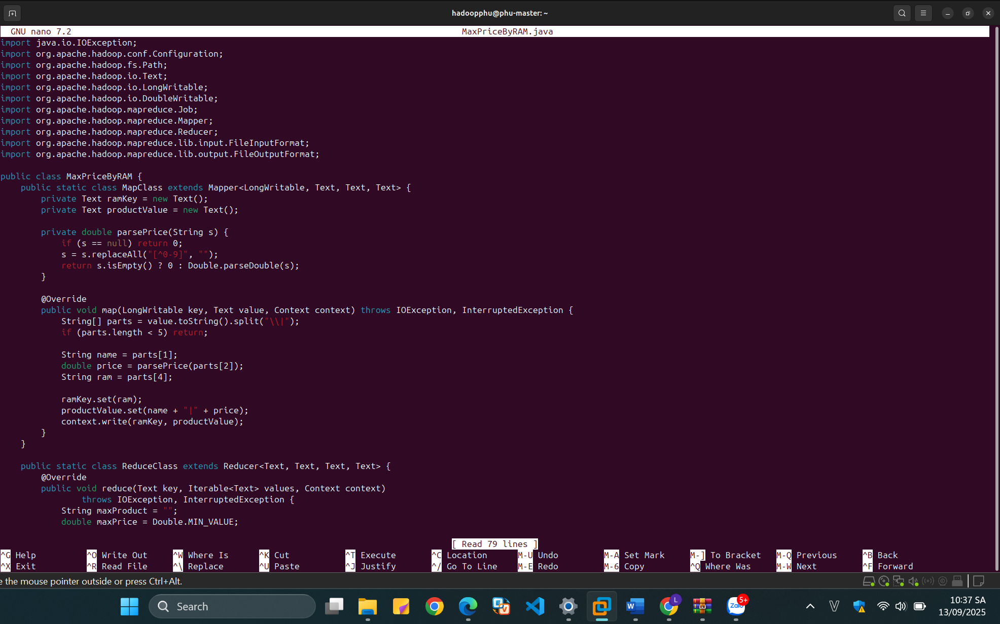 hadoopphu@phu-master: ~
GNU nano 7.2 MaxPriceByRAM.java
import java.io.IOException;
import org.apache.hadoop.conf.Configuration;
import org.apache.hadoop.fs.Path;
import org.apache.hadoop.io.Text;
import org.apache.hadoop.io.LongWritable;
import org.apache.hadoop.io.DoubleWritable;
import org.apache.hadoop.mapreduce.Job;
import org.apache.hadoop.mapreduce.Mapper;
import org.apache.hadoop.mapreduce.Reducer;
import org.apache.hadoop.mapreduce.lib.input.FileInputFormat;
import org.apache.hadoop.mapreduce.lib.output.FileOutputFormat;
public class MaxPriceByRAM {
    public static class MapClass extends Mapper<LongWritable, Text, Text, Text> {
        private Text ramKey = new Text();
        private Text productValue = new Text();
        private double parsePrice(String s) {
            if (s == null) return 0;
            s = s.replaceAll("[^0-9]", "");
            return s.isEmpty() ? 0 : Double.parseDouble(s);
        }
        @Override
        public void map(LongWritable key, Text value, Context context) throws IOException, InterruptedException {
            String[] parts = value.toString().split("\\|");
            if (parts.length < 5) return;
            String name = parts[1];
            double price = parsePrice(parts[2]);
            String ram = parts[4];
            ramKey.set(ram);
            productValue.set(name + "|" + price);
            context.write(ramKey, productValue);
        }
    }
    public static class ReduceClass extends Reducer<Text, Text, Text, Text> {
        @Override
        public void reduce(Text key, Iterable<Text> values, Context context)
                throws IOException, InterruptedException {
            String maxProduct = "";
            double maxPrice = Double.MIN_VALUE;
[ Read 79 lines ]
^G Help ^O Write Out ^W Where Is ^K Cut ^T Execute ^C Location M-U Undo M-A Set Mark M-] To Bracket M-Q Previous ^B Back
^X Exit ^R Read File ^\ Replace ^U Paste ^J Justify ^/ Go To Line M-E Redo M-6 Copy ^Q Where Was M-W Next ^F Forward
e the mouse pointer outside or press Ctrl+Alt.
Search
W
L
Zalo
5+
V
10:37 SA
13/09/2025